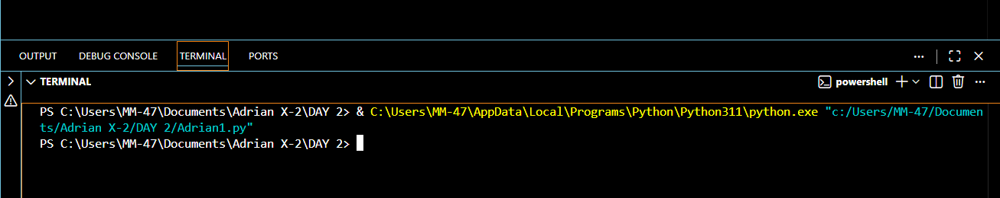 OUTPUT DEBUG CONSOLE TERMINAL PORTS
TERMINAL powershell
PS C:\Users\MM-47\Documents\Adrian X-2\DAY 2> & C:\Users\MM-47\AppData\Local\Programs\Python\Python311\python.exe "c:/Users/MM-47/Documen
ts/Adrian X-2/DAY 2/Adrian1.py"
PS C:\Users\MM-47\Documents\Adrian X-2\DAY 2>